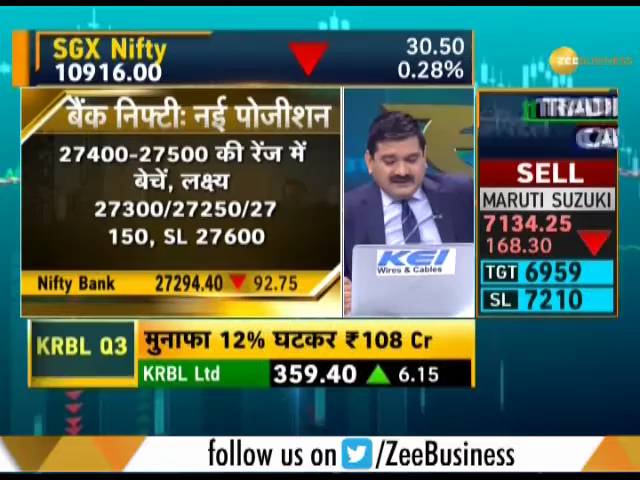 SGX Nifty
10916.00
30.50
0.28%
ZEE BUSINESS
बैंक निफ्टी: नई पोजीशन
27400-27500 की रेंज में
बेचें, लक्ष्य
27300/27250/27
150, SL 27600
Nifty Bank 27294.40 92.75
KEI
Wires & Cables
SELL
MARUTI SUZUKI
7134.25
168.30
TGT 6959
SL 7210
KRBL Q3
मुनाफा 12% घटकर ₹108 Cr
KRBL Ltd 359.40 6.15
follow us on /ZeeBusiness